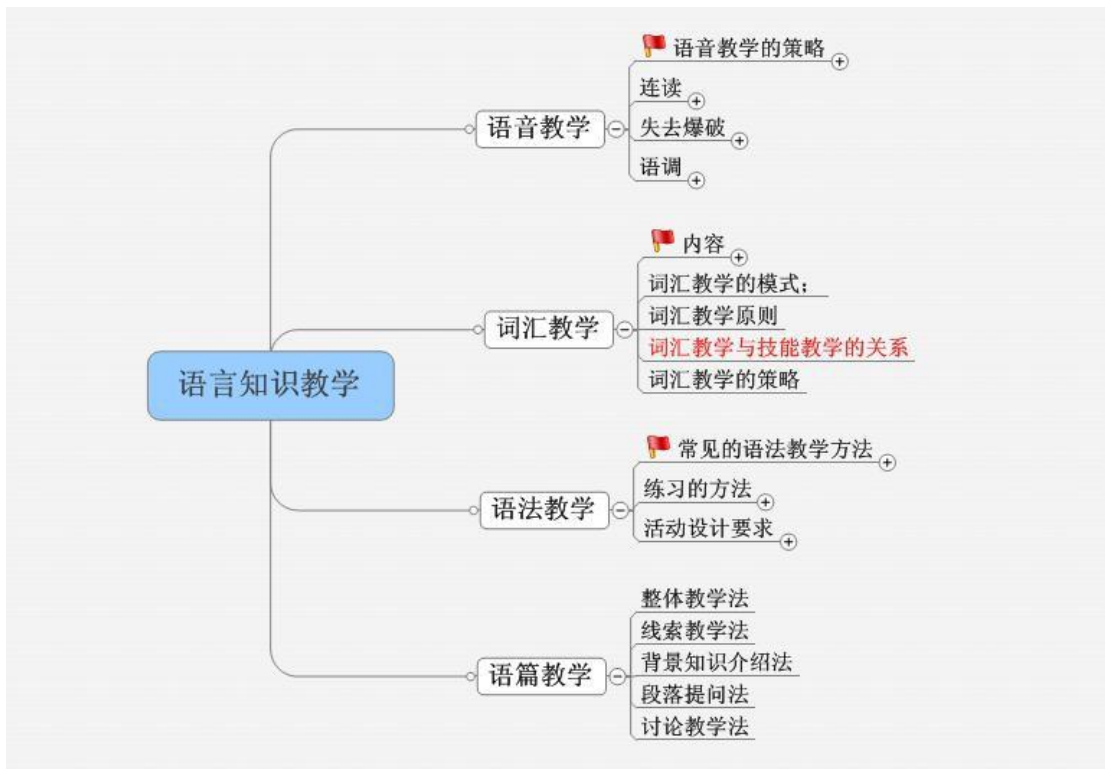 语言知识教学
语音教学
语音教学的策略
连读
失去爆破
语调
词汇教学
内容
词汇教学的模式；
词汇教学原则
词汇教学与技能教学的关系
词汇教学的策略
语法教学
常见的语法教学方法
练习的方法
活动设计要求
语篇教学
整体教学法
线索教学法
背景知识介绍法
段落提问法
讨论教学法